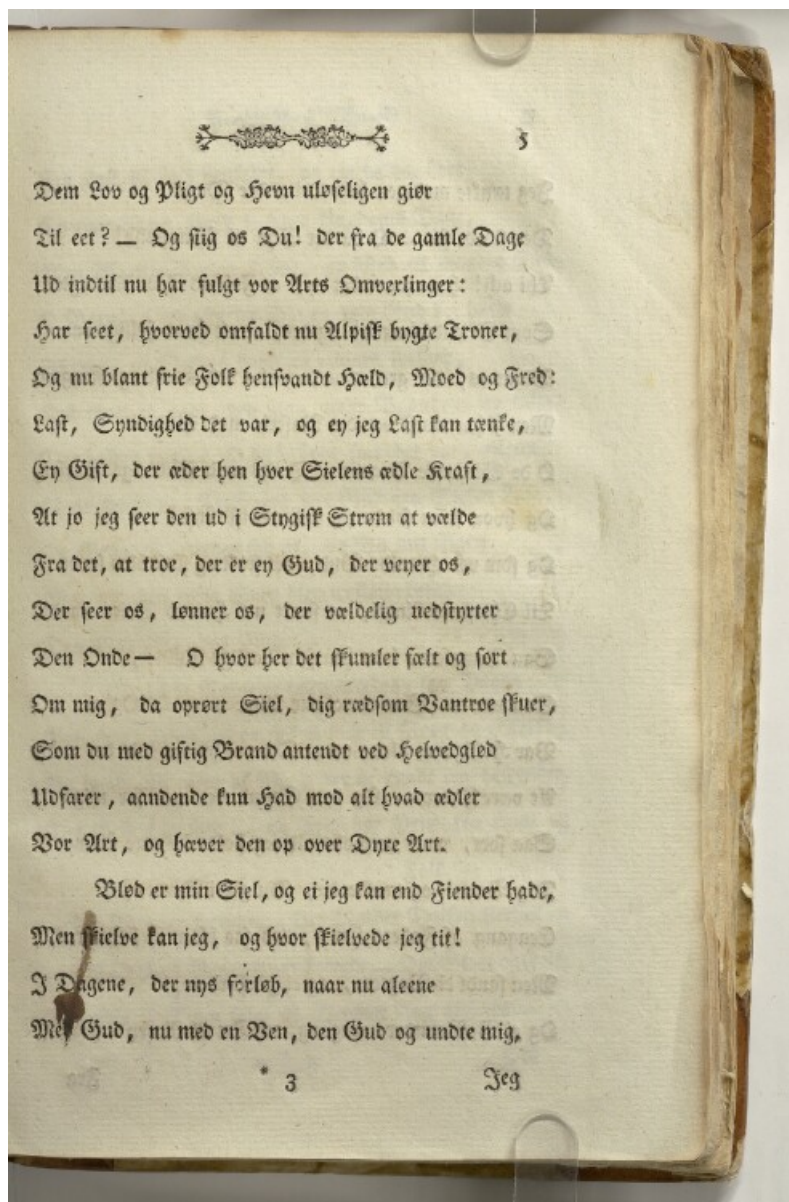 5
Dem Lov og Pligt og Hevn uløseligen giør
Til eet? — Og siig os Du! der fra de gamle Dage
Ud indtil nu har fulgt vor Arts Omvexlinger:
Har seet, hvorved omfaldt nu Alpisk bygte Troner,
Og nu blant frie Folk hensvandt Hæld, Moed og Fred:
Last, Syndighed det var, og ey jeg Last kan tænke,
Ey Gift, der æder hen hver Sielens ædle Kraft,
At jo jeg seer den ud i Stygisk Strøm at vælde
Fra det, at troe, der er ey Gud, der veyer os,
Der seer os, lønner os, der vældelig nedstyrter
Den Onde — O hvor her det skumler fælt og sort
Om mig, da oprørt Siel, dig rædsom Vantroe skuer,
Som du med giftig Brand antendt ved Helvedgløð
Udfarer, aandende kun Had mod alt hvad ædler
Vor Art, og hæver den op over Dyre Art.
Blød er min Siel, og ei jeg kan end Fiender hade,
Men skielve kan jeg, og hvor skielvede jeg tit!
I Dagene, der nys forløb, naar nu aleene
Med Gud, nu med en Ven, den Gud og undte mig,
* 3 Jeg